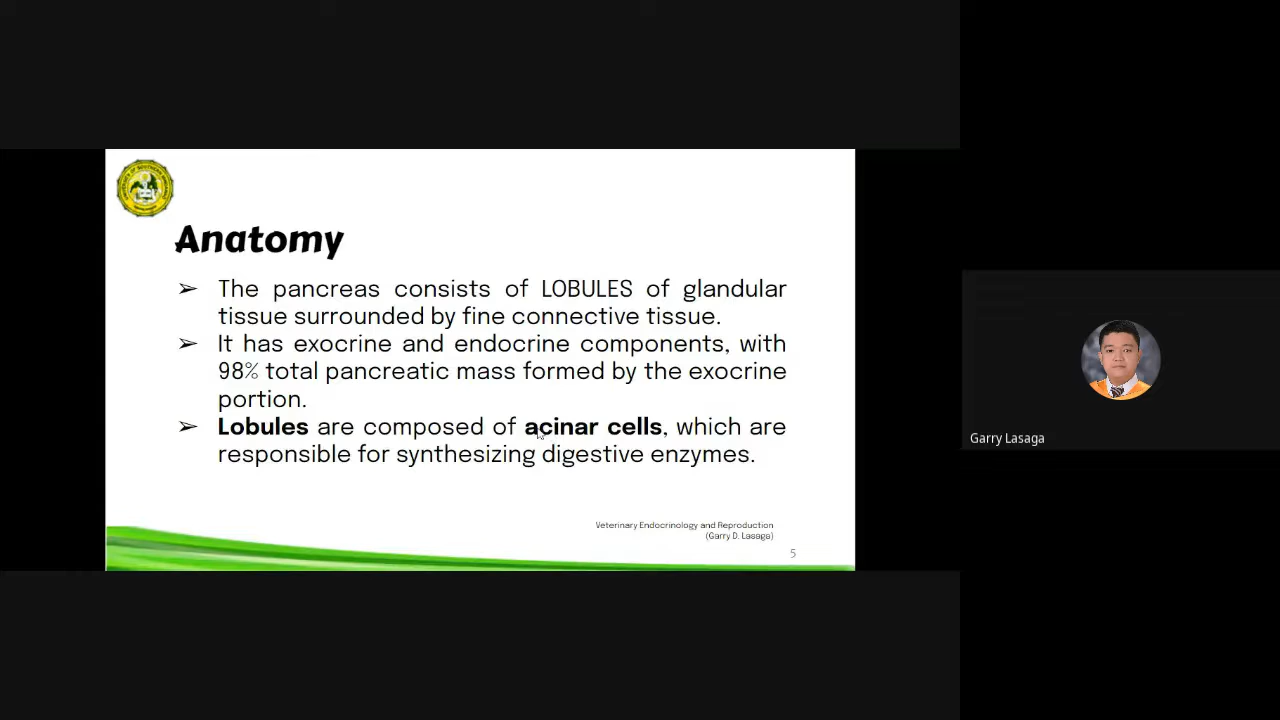 Anatomy
➢ The pancreas consists of LOBULES of glandular
tissue surrounded by fine connective tissue.
➢ It has exocrine and endocrine components, with
98% total pancreatic mass formed by the exocrine
portion.
➢ Lobules are composed of acinar cells, which are
responsible for synthesizing digestive enzymes.
Veterinary Endocrinology and Reproduction
(Garry D. Lasaga)
5
Garry Lasaga